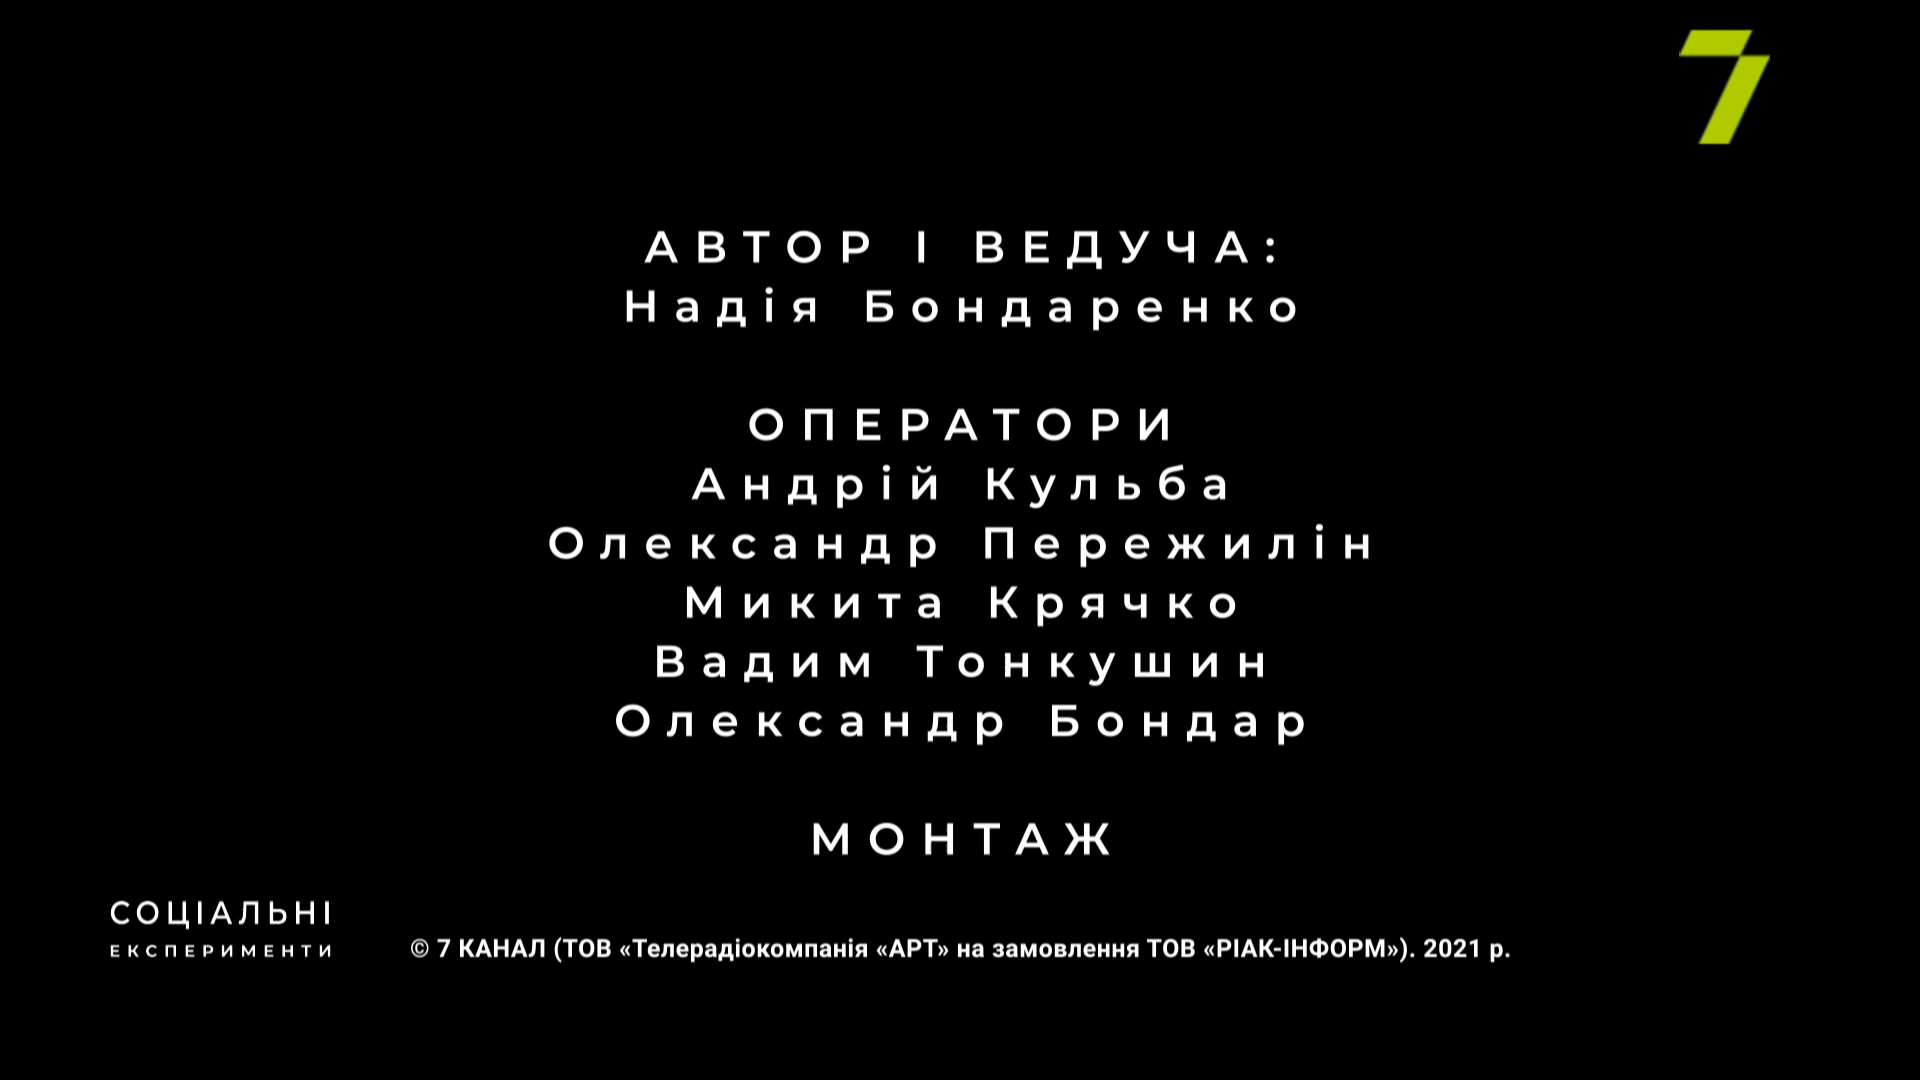 7
АВТОР І ВЕДУЧА:
Надія Бондаренко
ОПЕРАТОРИ
Андрій Кульба
Олександр Пережилін
Микита Крячко
Вадим Тонкушин
Олександр Бондар
МОНТАЖ
СОЦІАЛЬНІ
ЕКСПЕРИМЕНТИ
© 7 КАНАЛ (ТОВ «Телерадіокомпанія «АРТ» на замовлення ТОВ «РІАК-ІНФОРМ»). 2021 р.